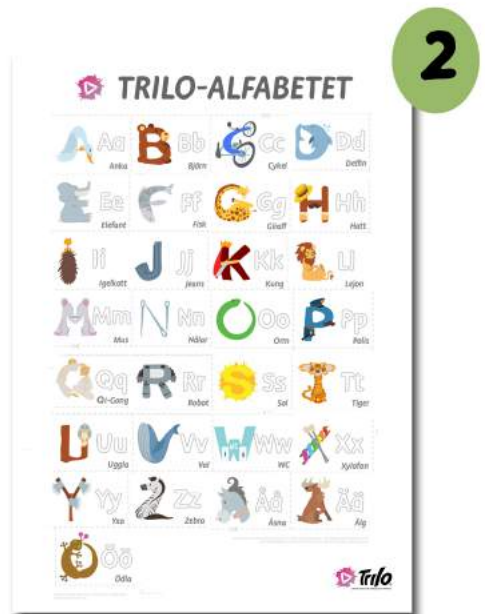 2
TRILO-ALFABETET
Aa Bb Cc Dd
Anka Björn Cykel Delfin
Ee Ff Gg Hh
Elefant Fisk Giraff Hatt
Ii Jj Kk Ll
Igelkott Jeans Kung Lejon
Mm Nn Oo Pp
Mus Nålar Orm Polis
Qq Rr Ss Tt
Qi-Gong Robot Sol Tiger
Uu Vv Ww Xx
Uggla Val WC Xylofon
Yy Zz Åå Ää
Yxa Zebra Åsna Älg
Öö
Ödla
Trilo